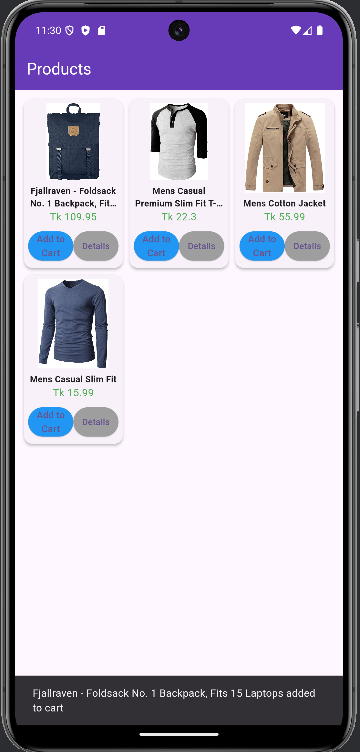 11:30
Products
Fjallraven - Foldsack
No. 1 Backpack, Fit...
Tk 109.95
Add to
Cart
Details
Mens Casual
Premium Slim Fit T-...
Tk 22.3
Add to
Cart
Details
Mens Cotton Jacket
Tk 55.99
Add to
Cart
Details
Mens Casual Slim Fit
Tk 15.99
Add to
Cart
Details
Fjallraven - Foldsack No. 1 Backpack, Fits 15 Laptops added
to cart